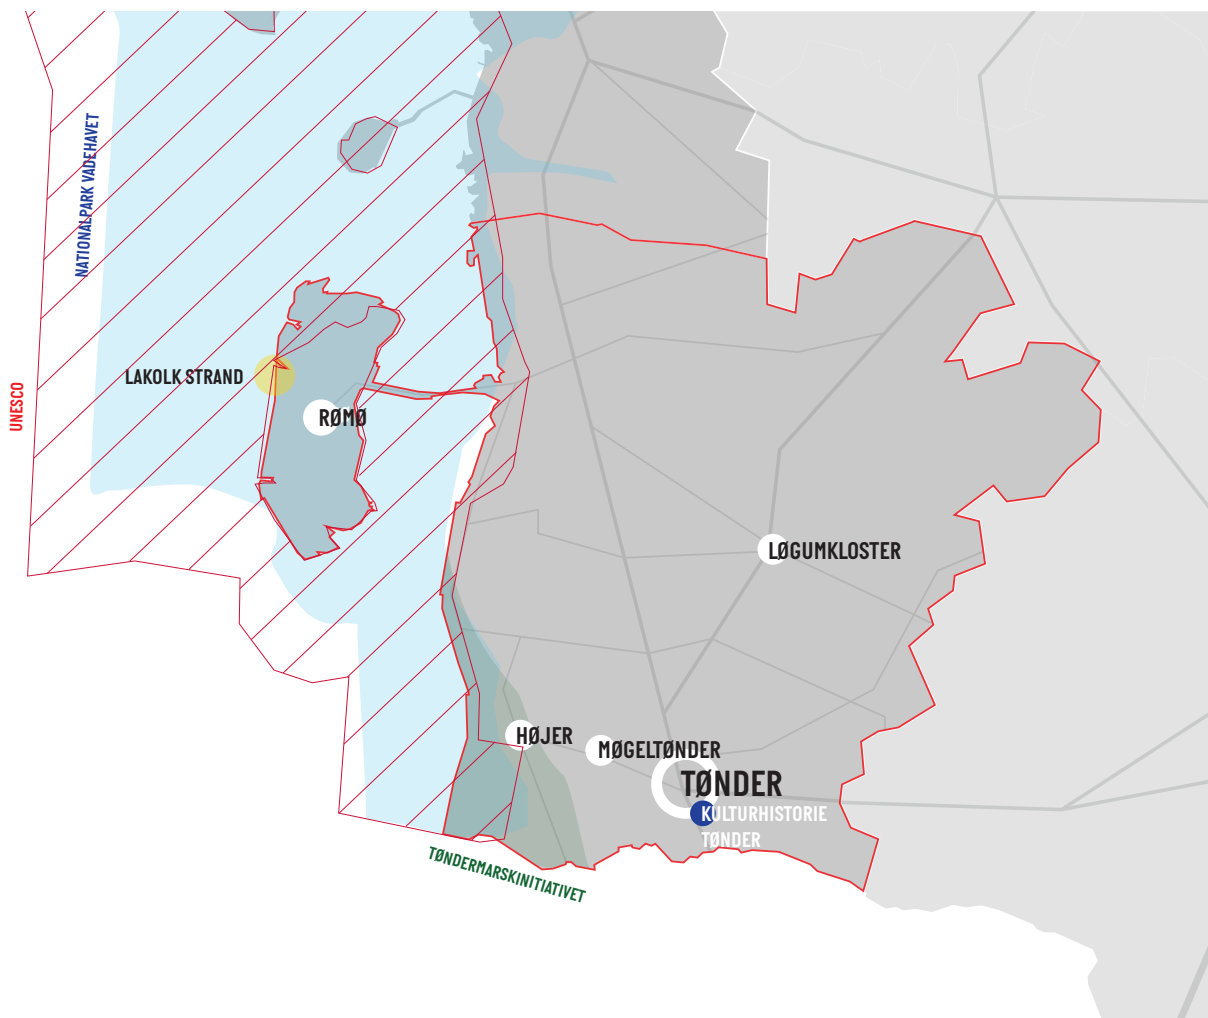 NATIONALPARK VADEHAVET
UNESCO
LAKOLK STRAND
RØMØ
LØGUMKLOSTER
HØJER
MØGELTØNDER
TØNDER
KULTURHISTORIE
TØNDER
TØNDERMARSKINITIATIVET